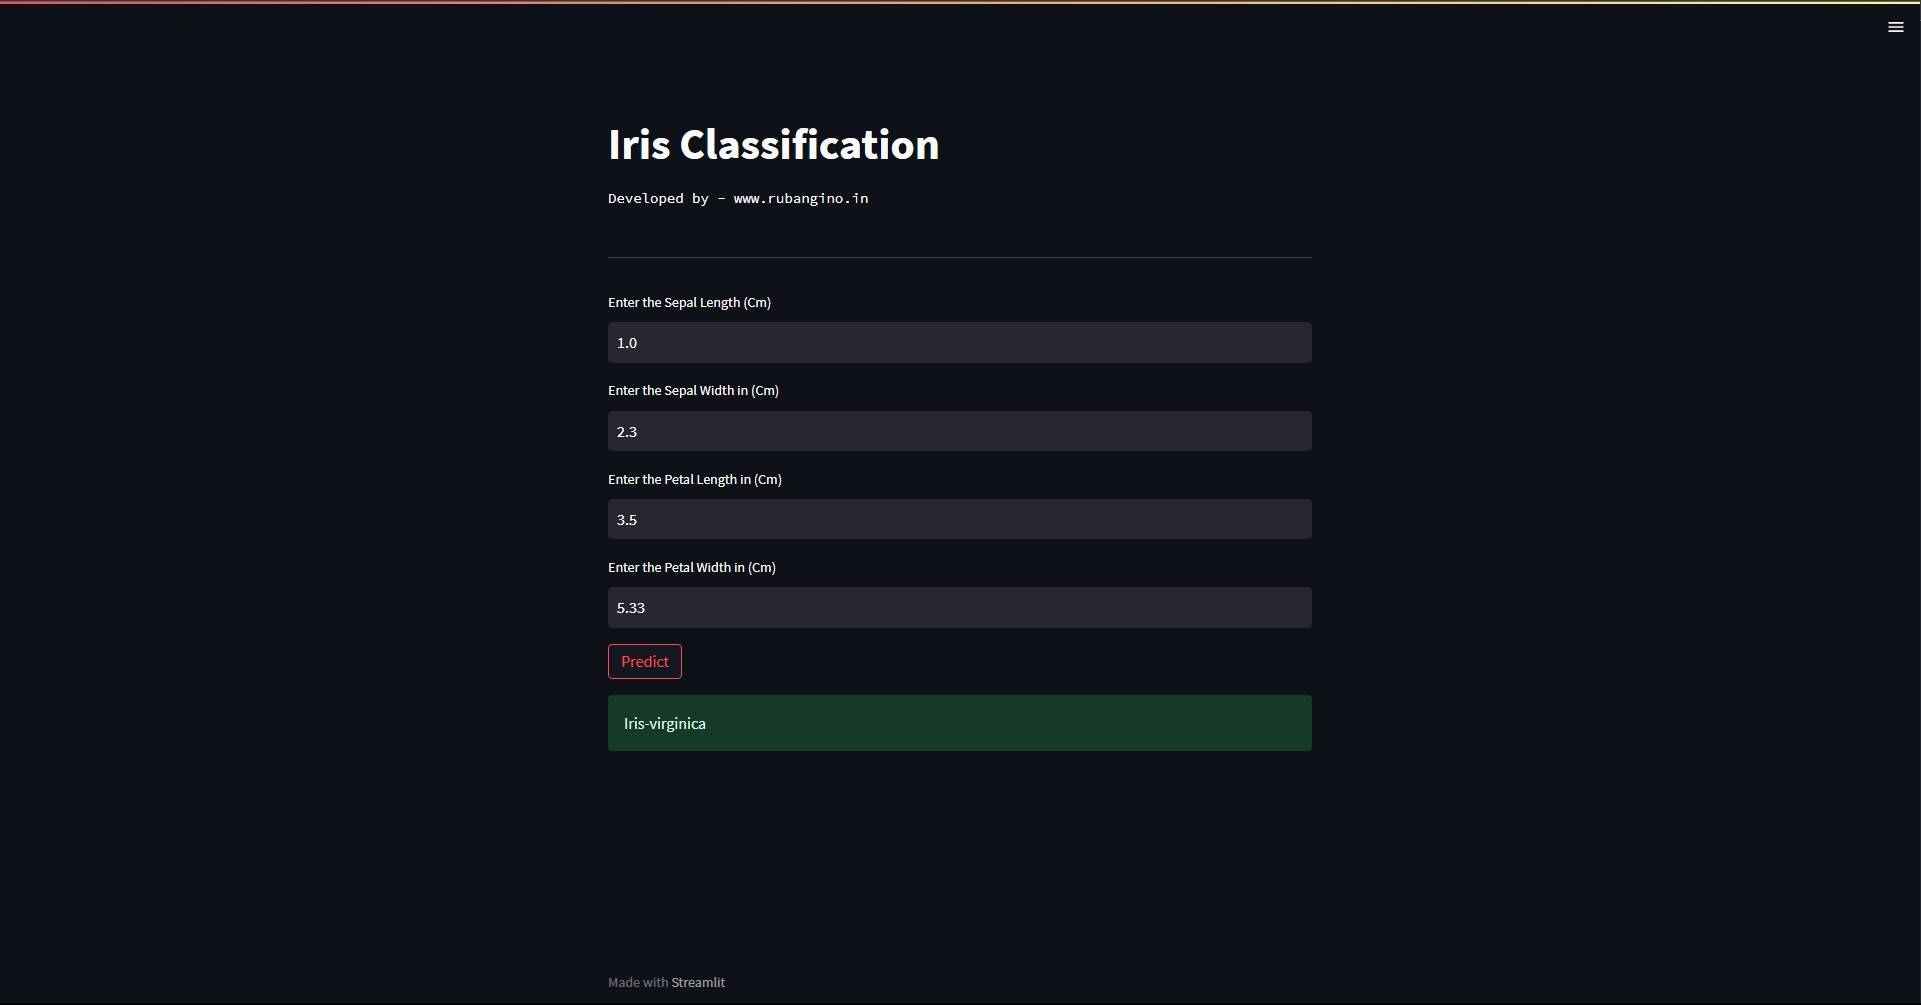 Iris Classification
Developed by - www.rubangino.in
Enter the Sepal Length (Cm)
1.0
Enter the Sepal Width in (Cm)
2.3
Enter the Petal Length in (Cm)
3.5
Enter the Petal Width in (Cm)
5.33
Predict
Iris-virginica
Made with Streamlit